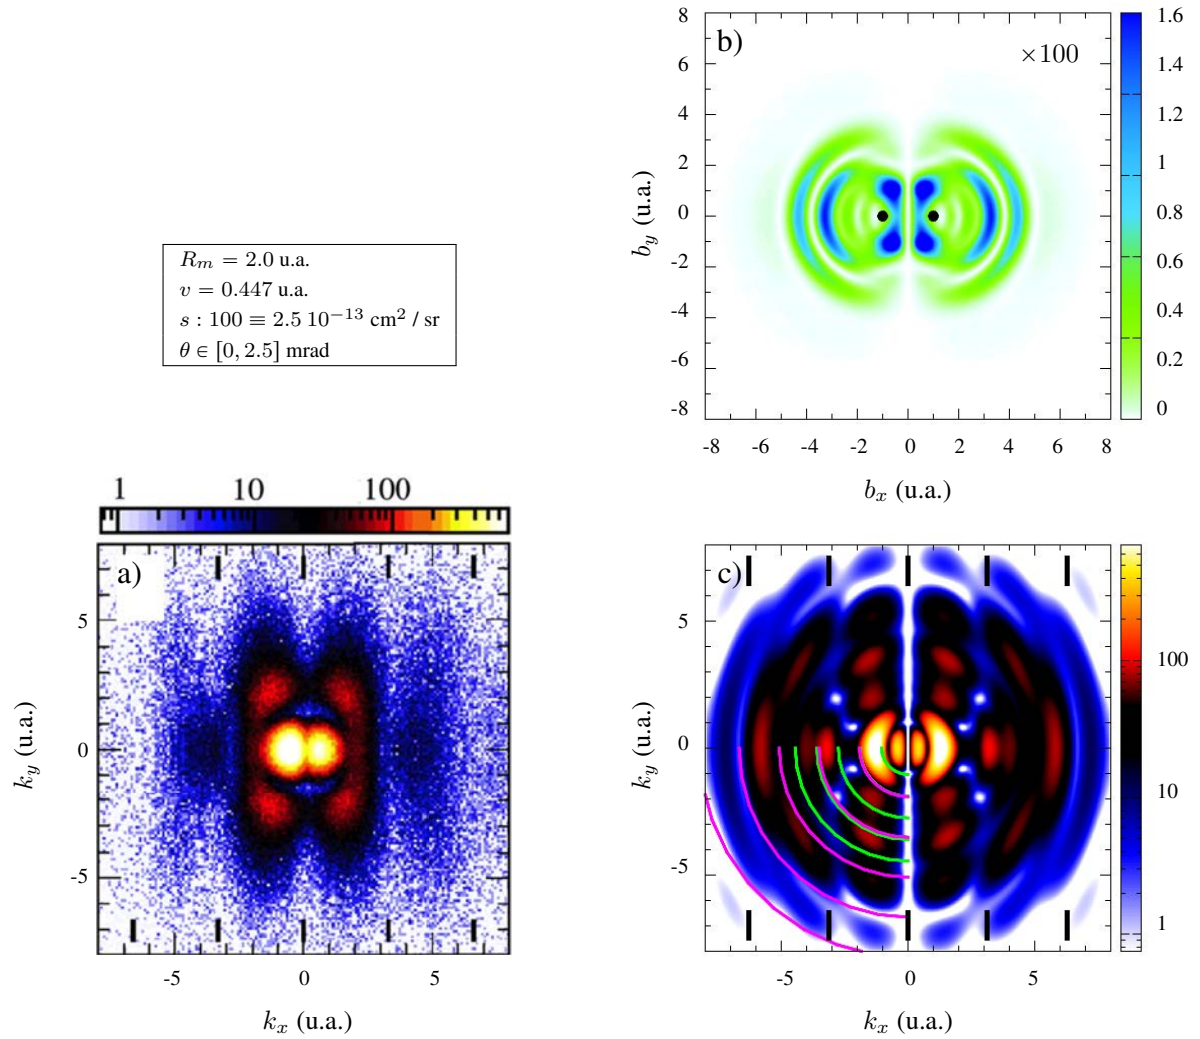 b)
×100
8
6
4
2
0
-2
-4
-6
-8
-8 -6 -4 -2 0 2 4 6 8
b_y (u.a.)
b_x (u.a.)
1.6
1.4
1.2
1
0.8
0.6
0.4
0.2
0
R_m = 2.0 u.a.
v = 0.447 u.a.
s : 100 ≡ 2.5 10^{-13} cm^2 / sr
θ ∈ [0, 2.5] mrad
1 10 100
a)
5
0
-5
-5 0 5
k_y (u.a.)
k_x (u.a.)
c)
5
0
-5
-5 0 5
k_y (u.a.)
k_x (u.a.)
100
10
1